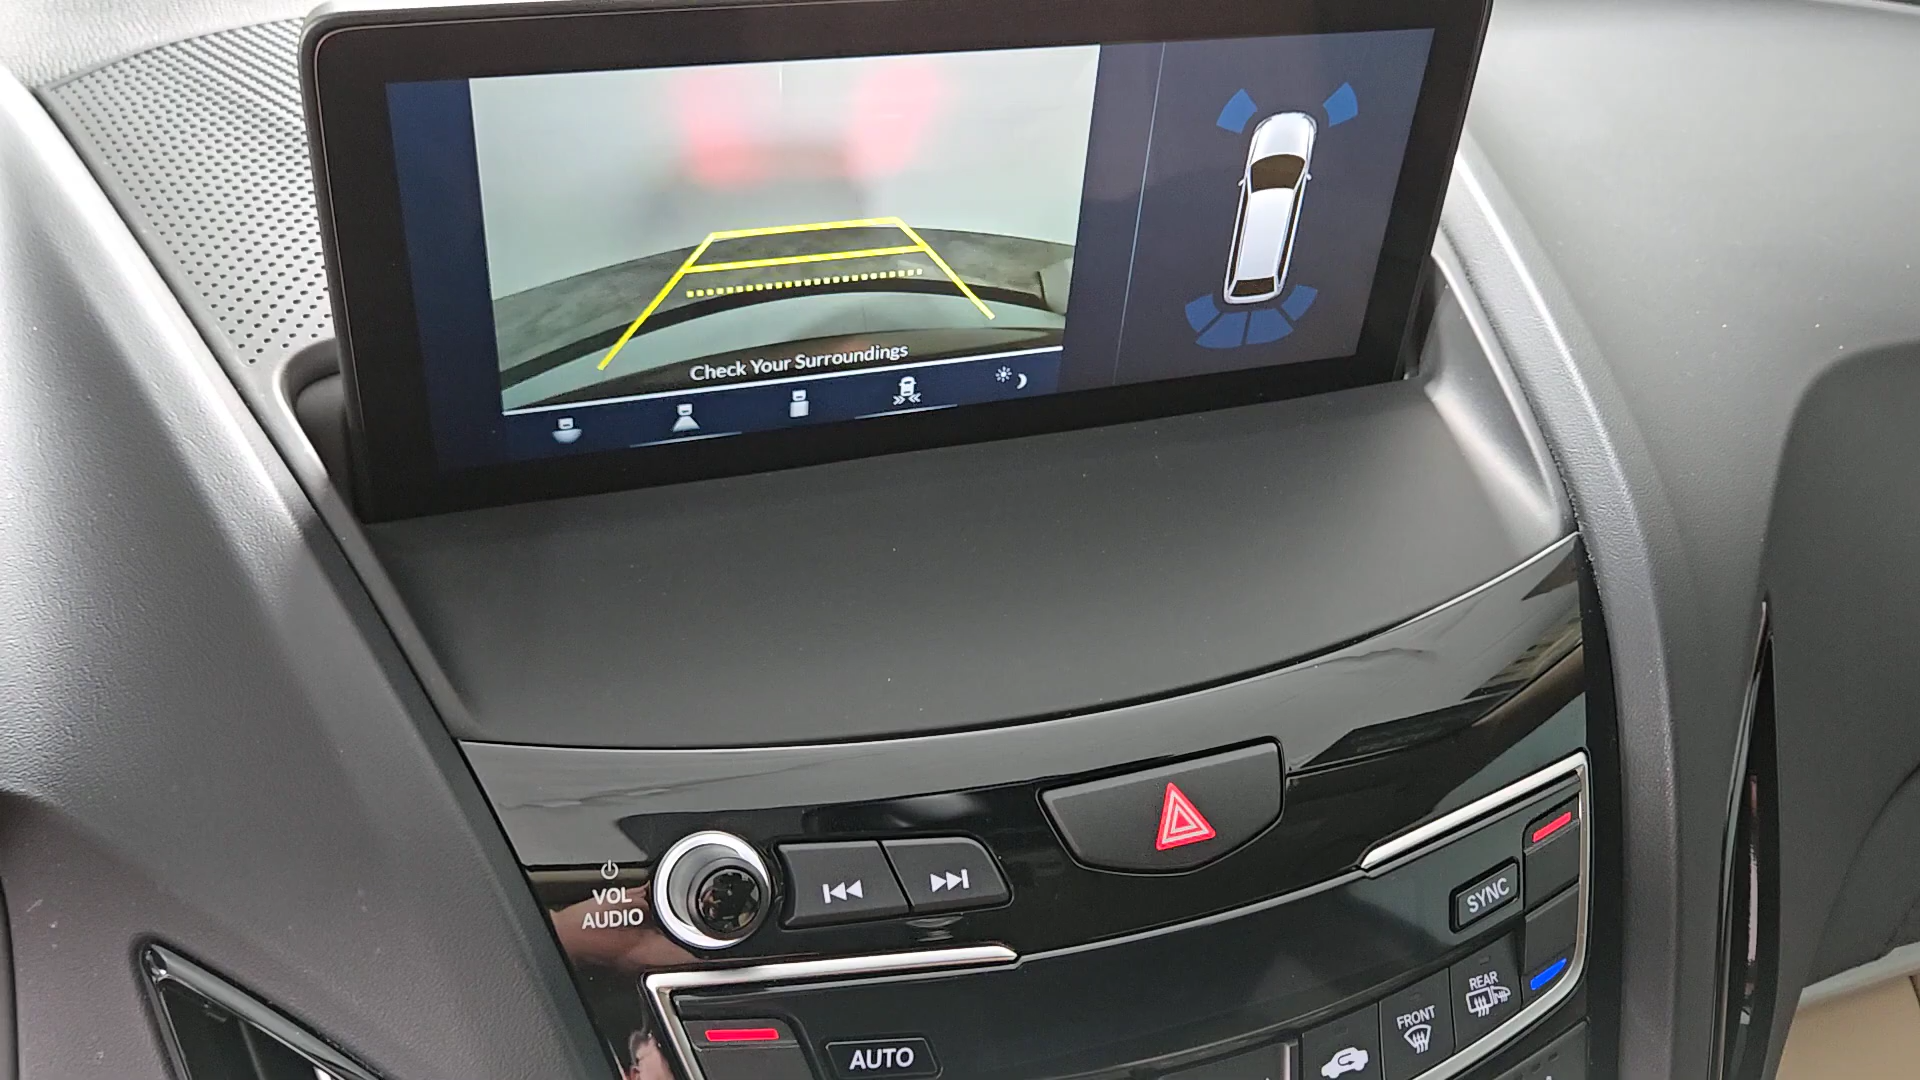 Check Your Surroundings
VOL
AUDIO
SYNC
REAR
FRONT
AUTO